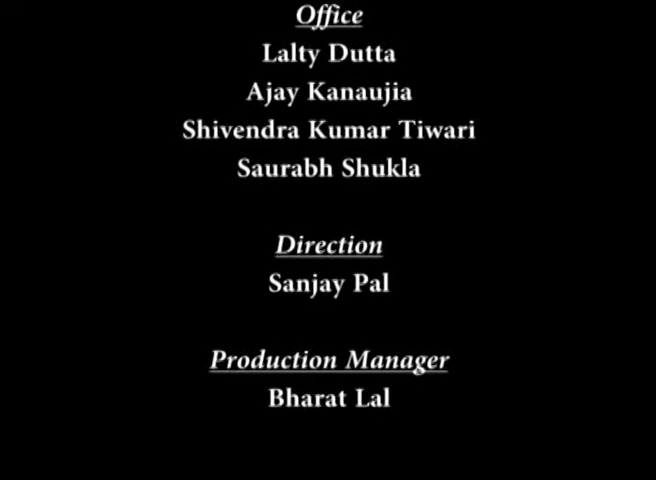 Office
Lalty Dutta
Ajay Kanaujia
Shivendra Kumar Tiwari
Saurabh Shukla
Direction
Sanjay Pal
Production Manager
Bharat Lal